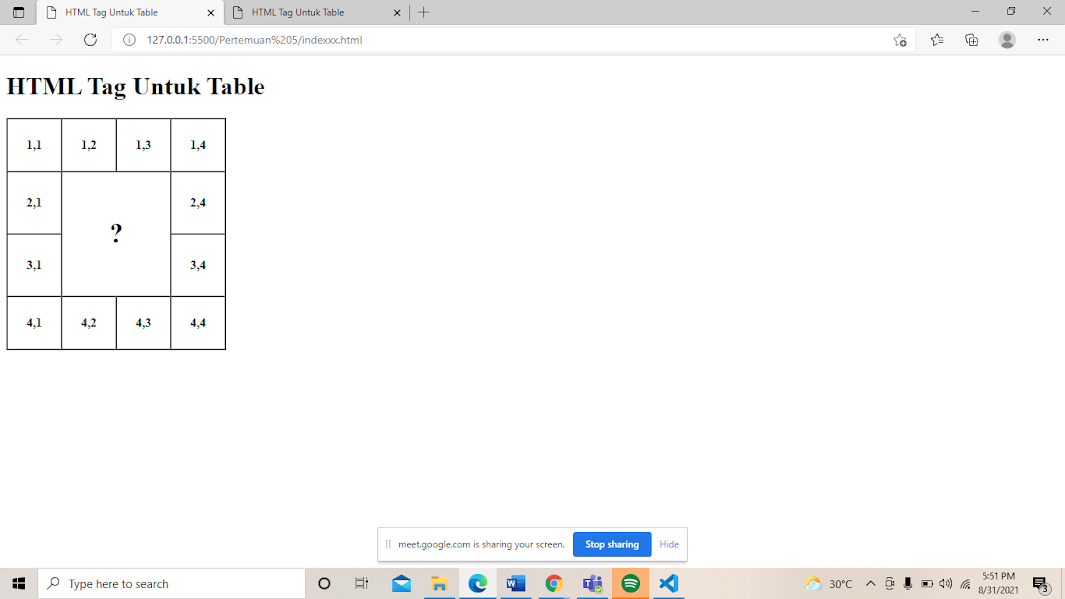 HTML Tag Untuk Table
HTML Tag Untuk Table
127.0.0.1:5500/Pertemuan%205/indexxx.html
HTML Tag Untuk Table
1,1 1,2 1,3 1,4
2,1 2,4
?
3,1 3,4
4,1 4,2 4,3 4,4
meet.google.com is sharing your screen. Stop sharing Hide
Type here to search
30°C
5:51 PM
8/31/2021
3